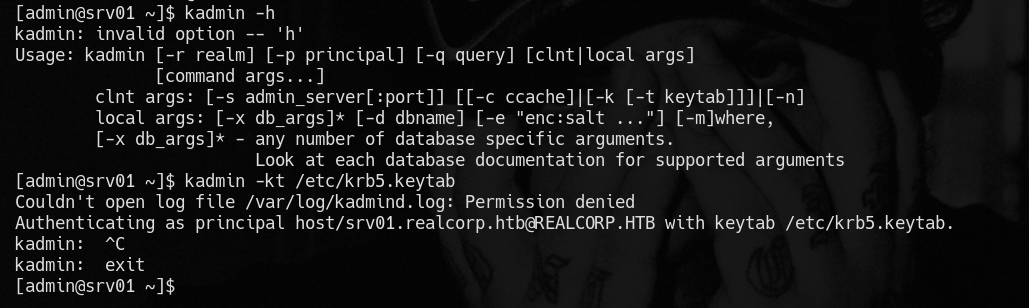 [admin@srv01 ~]$ kadmin -h
kadmin: invalid option -- 'h'
Usage: kadmin [-r realm] [-p principal] [-q query] [clnt|local args]
              [command args...]
        clnt args: [-s admin_server[:port]] [[-c ccache]|[-k [-t keytab]]]|[-n]
        local args: [-x db_args]* [-d dbname] [-e "enc:salt ..."] [-m]where,
        [-x db_args]* - any number of database specific arguments.
                        Look at each database documentation for supported arguments
[admin@srv01 ~]$ kadmin -kt /etc/krb5.keytab
Couldn't open log file /var/log/kadmind.log: Permission denied
Authenticating as principal host/srv01.realcorp.htb@REALCORP.HTB with keytab /etc/krb5.keytab.
kadmin:  ^C
kadmin:  exit
[admin@srv01 ~]$